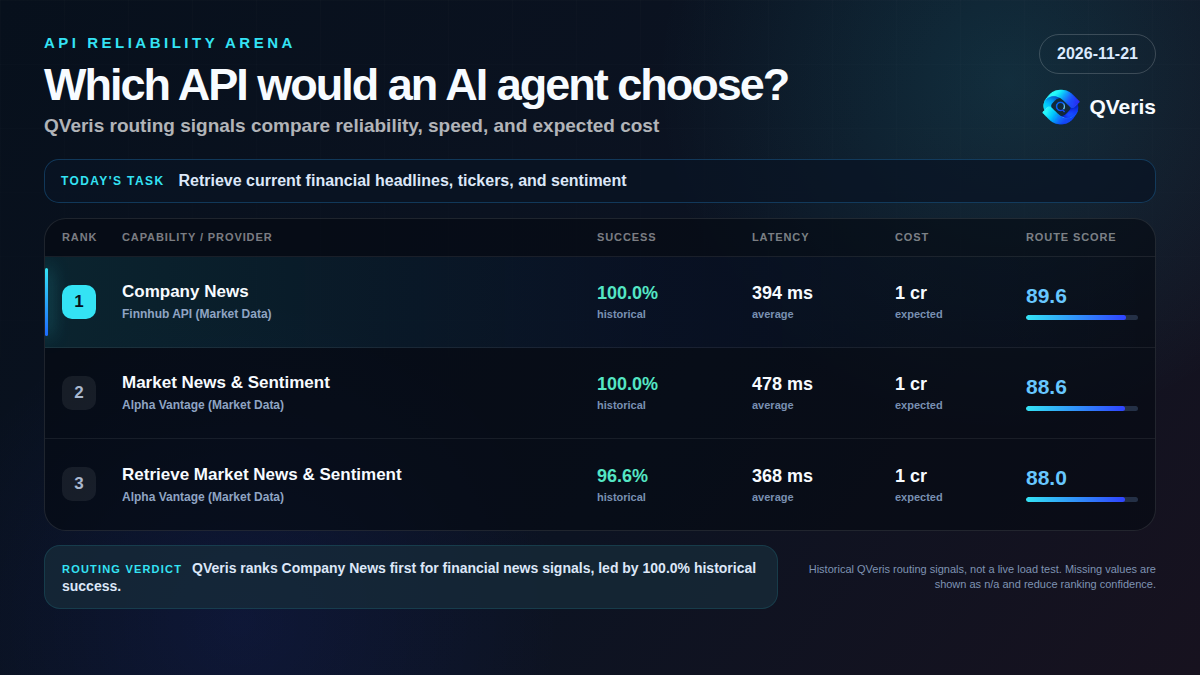 API RELIABILITY ARENA
Which API would an AI agent choose?
QVeris routing signals compare reliability, speed, and expected cost
2026-11-21
QVeris
TODAY'S TASK Retrieve current financial headlines, tickers, and sentiment
RANK CAPABILITY / PROVIDER SUCCESS LATENCY COST ROUTE SCORE
1 Company News 100.0% 394 ms 1 cr 89.6
Finnhub API (Market Data) historical average expected
2 Market News & Sentiment 100.0% 478 ms 1 cr 88.6
Alpha Vantage (Market Data) historical average expected
3 Retrieve Market News & Sentiment 96.6% 368 ms 1 cr 88.0
Alpha Vantage (Market Data) historical average expected
ROUTING VERDICT QVeris ranks Company News first for financial news signals, led by 100.0% historical
success.
Historical QVeris routing signals, not a live load test. Missing values are
shown as n/a and reduce ranking confidence.